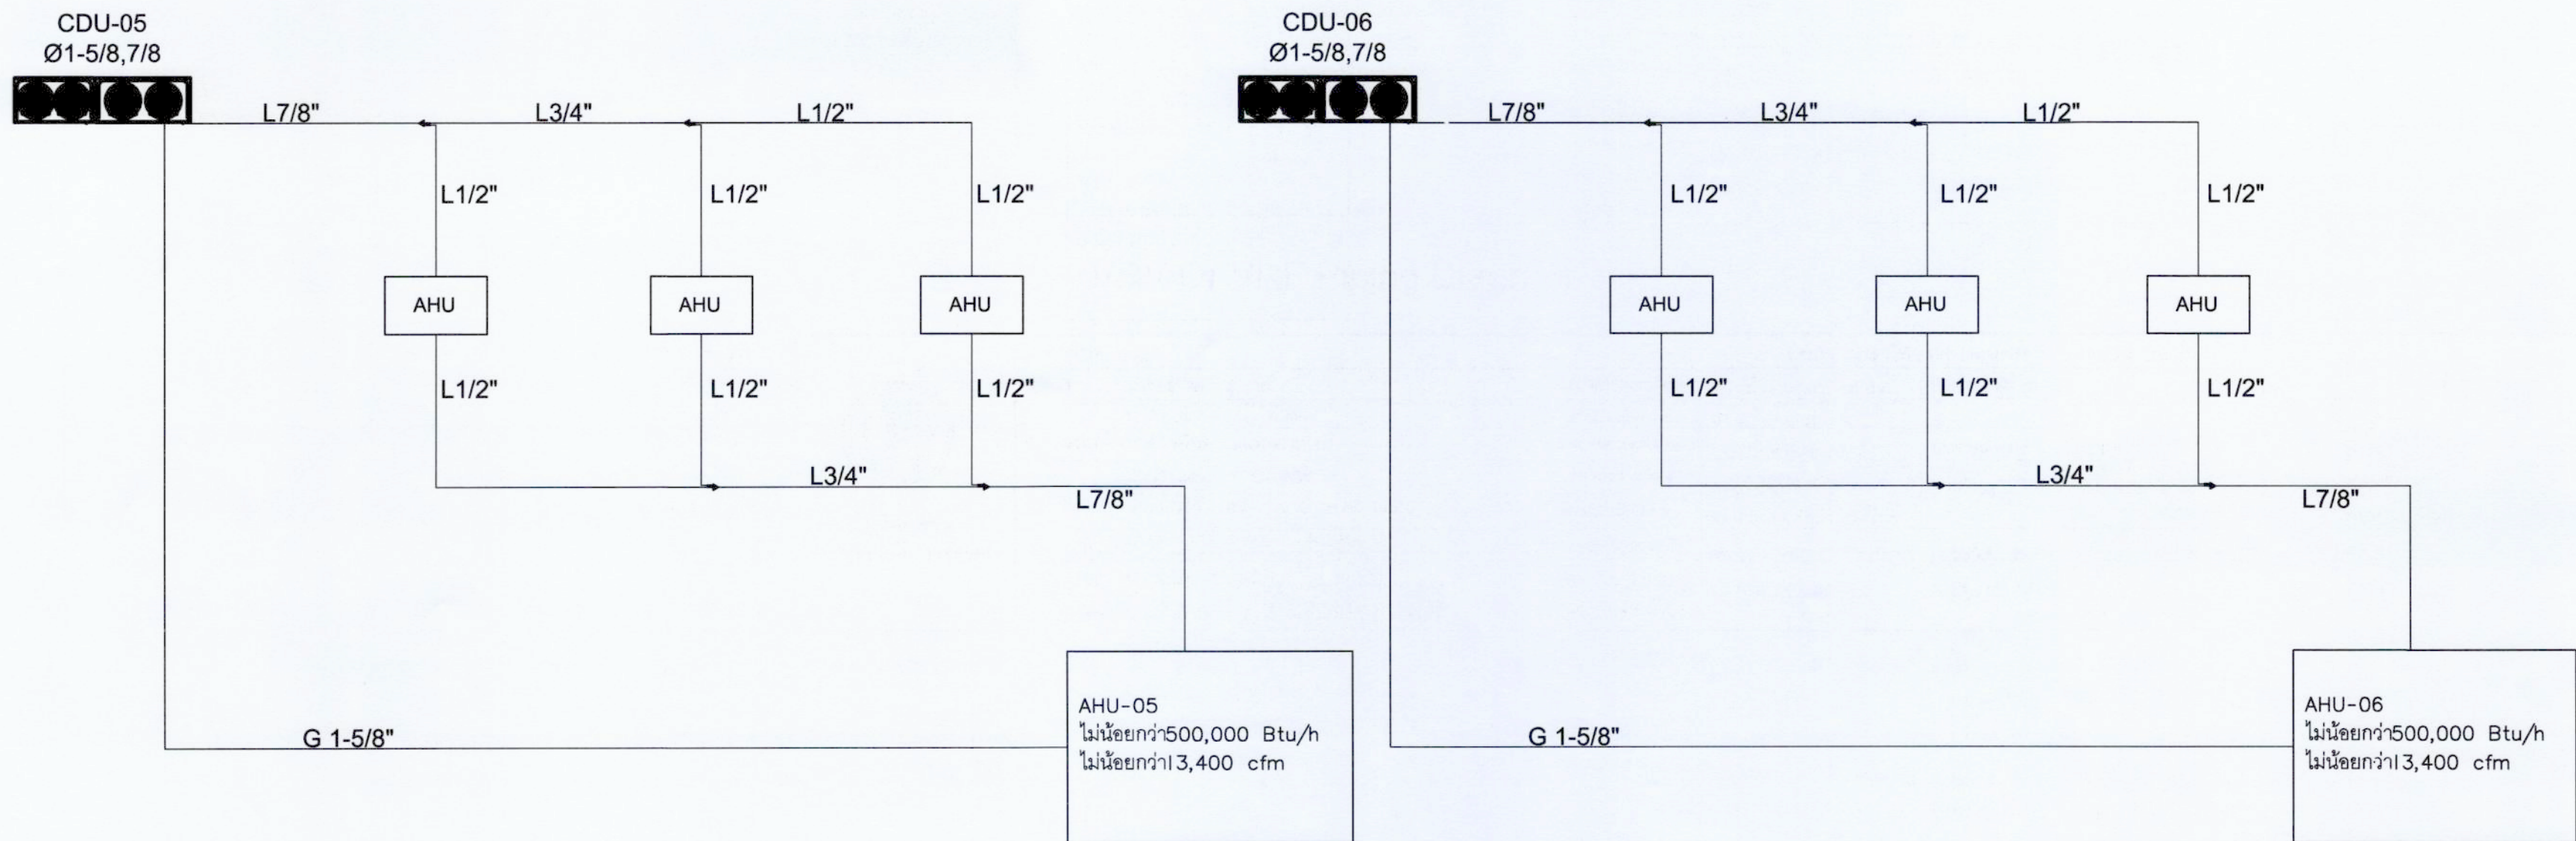 CDU-05
Ø1-5/8,7/8
L7/8"
L3/4"
L1/2"
L1/2"
L1/2"
L1/2"
AHU
AHU
AHU
L1/2"
L1/2"
L1/2"
L3/4"
L7/8"
AHU-05
ไม่น้อยกว่า500,000 Btu/h
ไม่น้อยกว่า13,400 cfm
G 1-5/8"
CDU-06
Ø1-5/8,7/8
L7/8"
L3/4"
L1/2"
L1/2"
L1/2"
L1/2"
AHU
AHU
AHU
L1/2"
L1/2"
L1/2"
L3/4"
L7/8"
AHU-06
ไม่น้อยกว่า500,000 Btu/h
ไม่น้อยกว่า13,400 cfm
G 1-5/8"